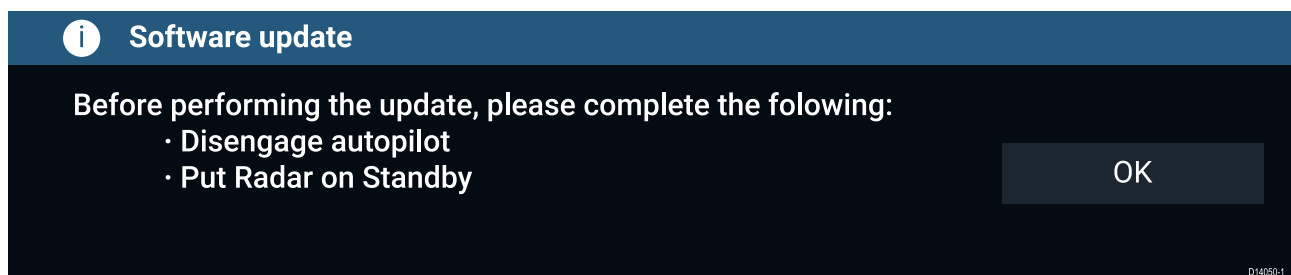 i Software update
Before performing the update, please complete the folowing:
· Disengage autopilot
· Put Radar on Standby
OK
D14050-1